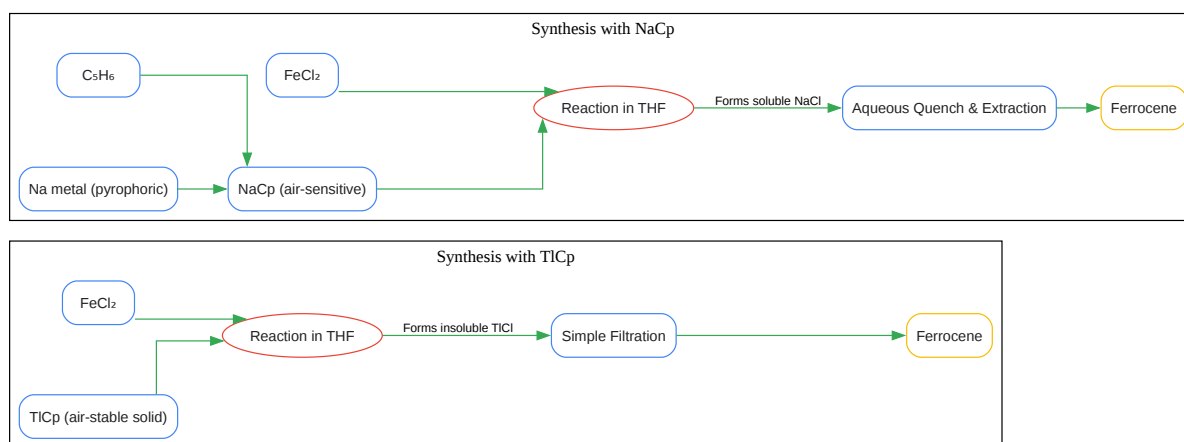 Synthesis with NaCp
C₅H₆
FeCl₂
Reaction in THF
Forms soluble NaCl
Aqueous Quench & Extraction
Ferrocene
Na metal (pyrophoric)
NaCp (air-sensitive)
Synthesis with TlCp
FeCl₂
Reaction in THF
Forms insoluble TlCl
Simple Filtration
Ferrocene
TlCp (air-stable solid)